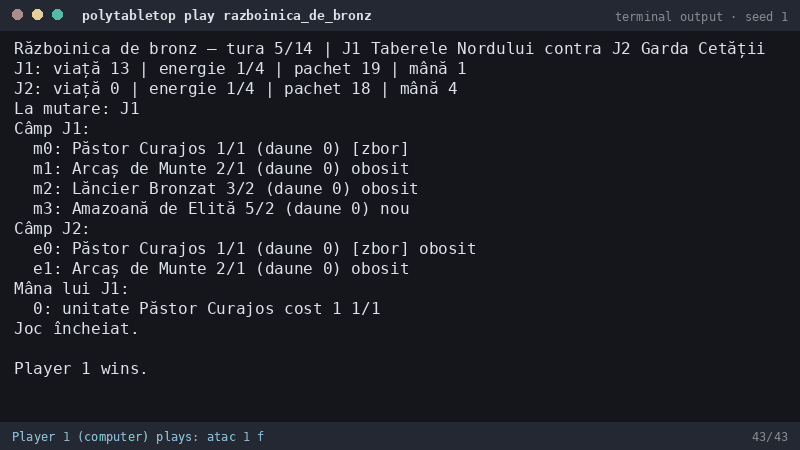 polytabletop play razboinica_de_bronz
terminal output · seed 1
Războinica de bronz — tura 5/14 | J1 Taberele Nordului contra J2 Garda Cetății
J1: viață 13 | energie 1/4 | pachet 19 | mână 1
J2: viață 0 | energie 1/4 | pachet 18 | mână 4
La mutare: J1
Câmp J1:
m0: Păstor Curajos 1/1 (daune 0) [zbor]
m1: Arcaș de Munte 2/1 (daune 0) obosit
m2: Lăncier Bronzat 3/2 (daune 0) obosit
m3: Amazoană de Elită 5/2 (daune 0) nou
Câmp J2:
e0: Păstor Curajos 1/1 (daune 0) [zbor] obosit
e1: Arcaș de Munte 2/1 (daune 0) obosit
Mâna lui J1:
0: unitate Păstor Curajos cost 1 1/1
Joc încheiat.
Player 1 wins.
Player 1 (computer) plays: atac 1 f
43/43